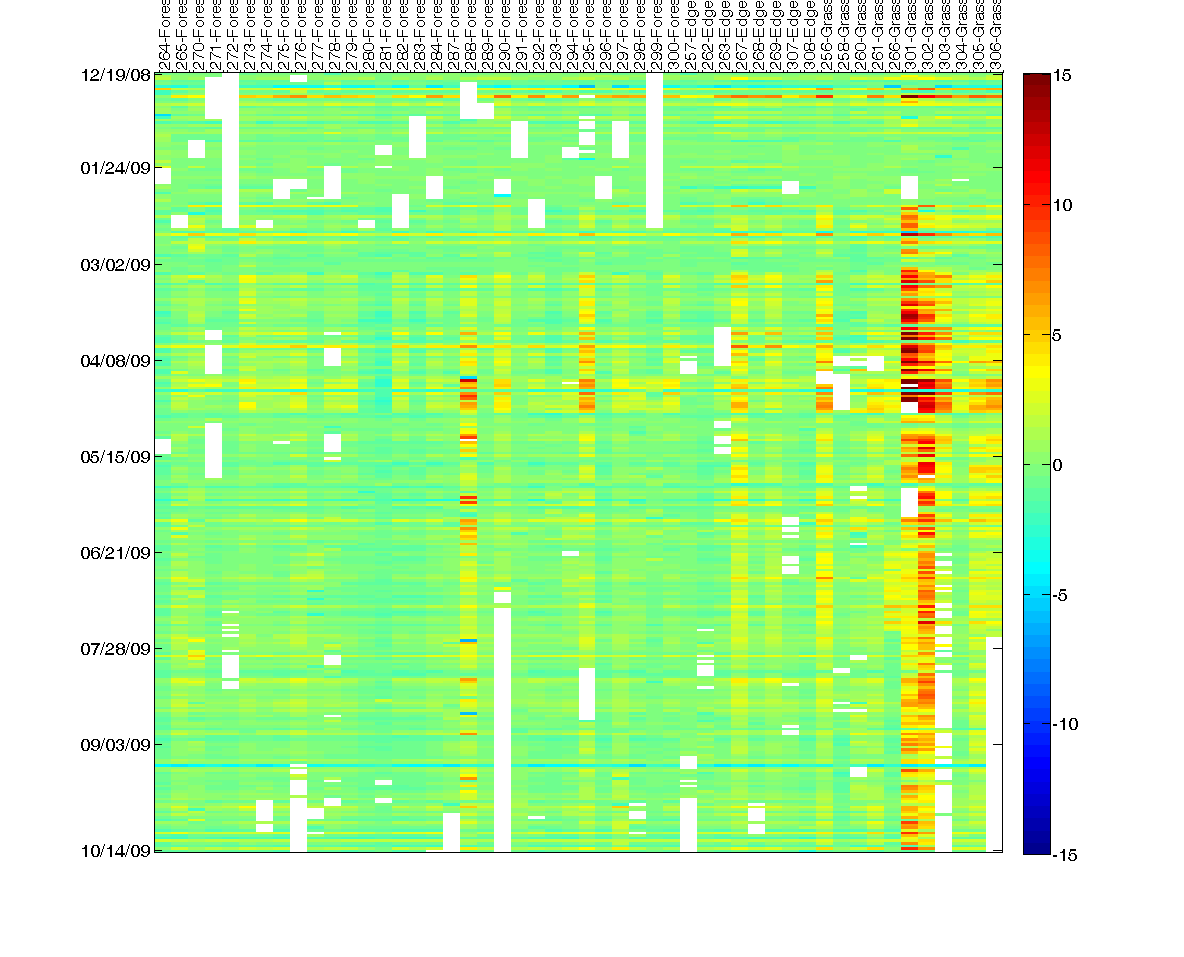 264-Fores
265-Fores
270-Fores
271-Fores
272-Fores
273-Fores
274-Fores
275-Fores
276-Fores
277-Fores
278-Fores
279-Fores
280-Fores
281-Fores
282-Fores
283-Fores
284-Fores
287-Fores
288-Fores
289-Fores
290-Fores
291-Fores
292-Fores
293-Fores
294-Fores
295-Fores
296-Fores
297-Fores
298-Fores
299-Fores
300-Fores
257-Edge
262-Edge
263-Edge
267-Edge
268-Edge
269-Edge
307-Edge
308-Edge
256-Grass
258-Grass
260-Grass
261-Grass
266-Grass
301-Grass
302-Grass
303-Grass
304-Grass
305-Grass
306-Grass
12/19/08
01/24/09
03/02/09
04/08/09
05/15/09
06/21/09
07/28/09
09/03/09
10/14/09
15
10
5
0
-5
-10
-15